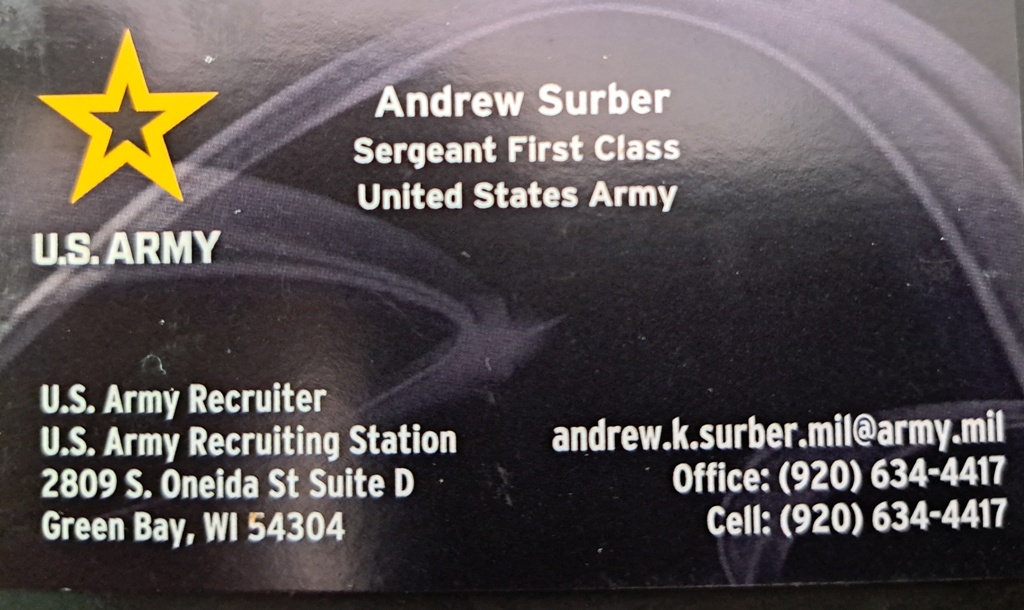 Andrew Surber
Sergeant First Class
United States Army
U.S. ARMY
U.S. Army Recruiter
U.S. Army Recruiting Station
2809 S. Oneida St Suite D
Green Bay, WI 54304
andrew.k.surber.mil@army.mil
Office: (920) 634-4417
Cell: (920) 634-4417